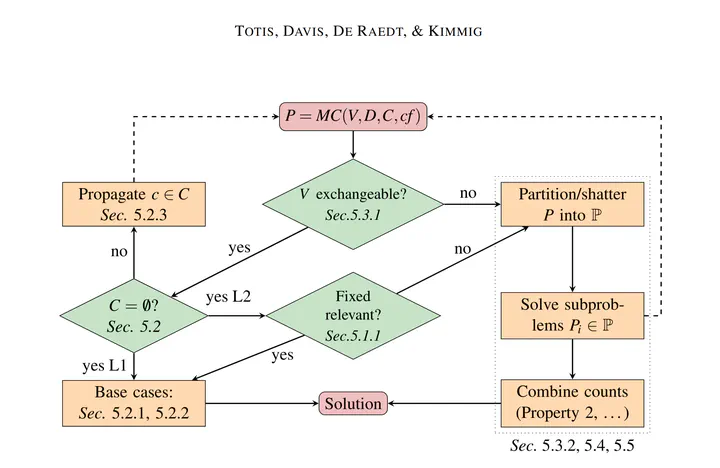 TOTIS, DAVIS, DE RAEDT, & KIMMIG
P = MC(V,D,C,cf)
Propagate c ∈ C
Sec. 5.2.3
V exchangeable?
Sec.5.3.1
no
Partition/shatter
P into ℙ
no
yes
no
C = ∅?
Sec. 5.2
yes L2
Fixed
relevant?
Sec.5.1.1
Solve subprob-
lems Pi ∈ ℙ
yes L1
yes
Base cases:
Sec. 5.2.1, 5.2.2
Solution
Combine counts
(Property 2, ...)
Sec. 5.3.2, 5.4, 5.5